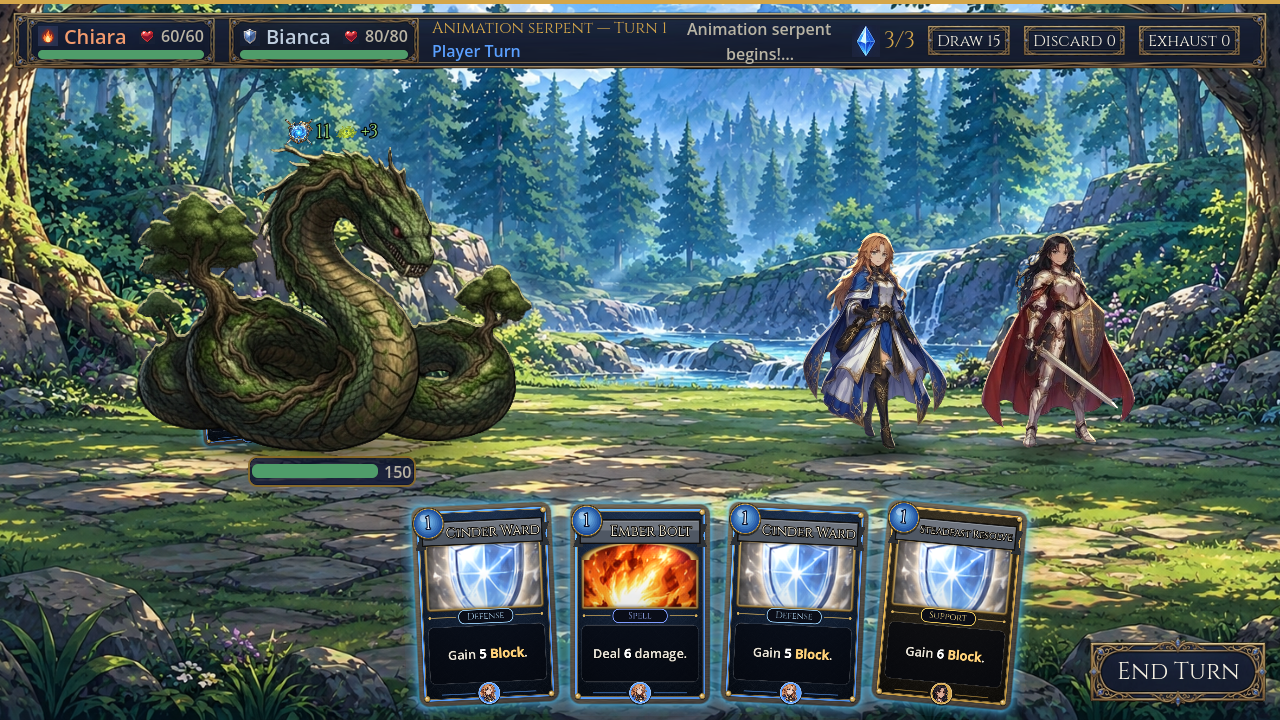 Chiara 60/60
Bianca 80/80
Animation serpent — Turn 1
Player Turn
Animation serpent
begins!...
3/3
Draw 15
Discard 0
Exhaust 0
11 +3
150
1 Cinder Ward
Defense
Gain 5 Block.
1 Ember Bolt
Spell
Deal 6 damage.
1 Cinder Ward
Defense
Gain 5 Block.
1 Steadfast Resolve
Support
Gain 6 Block.
End Turn